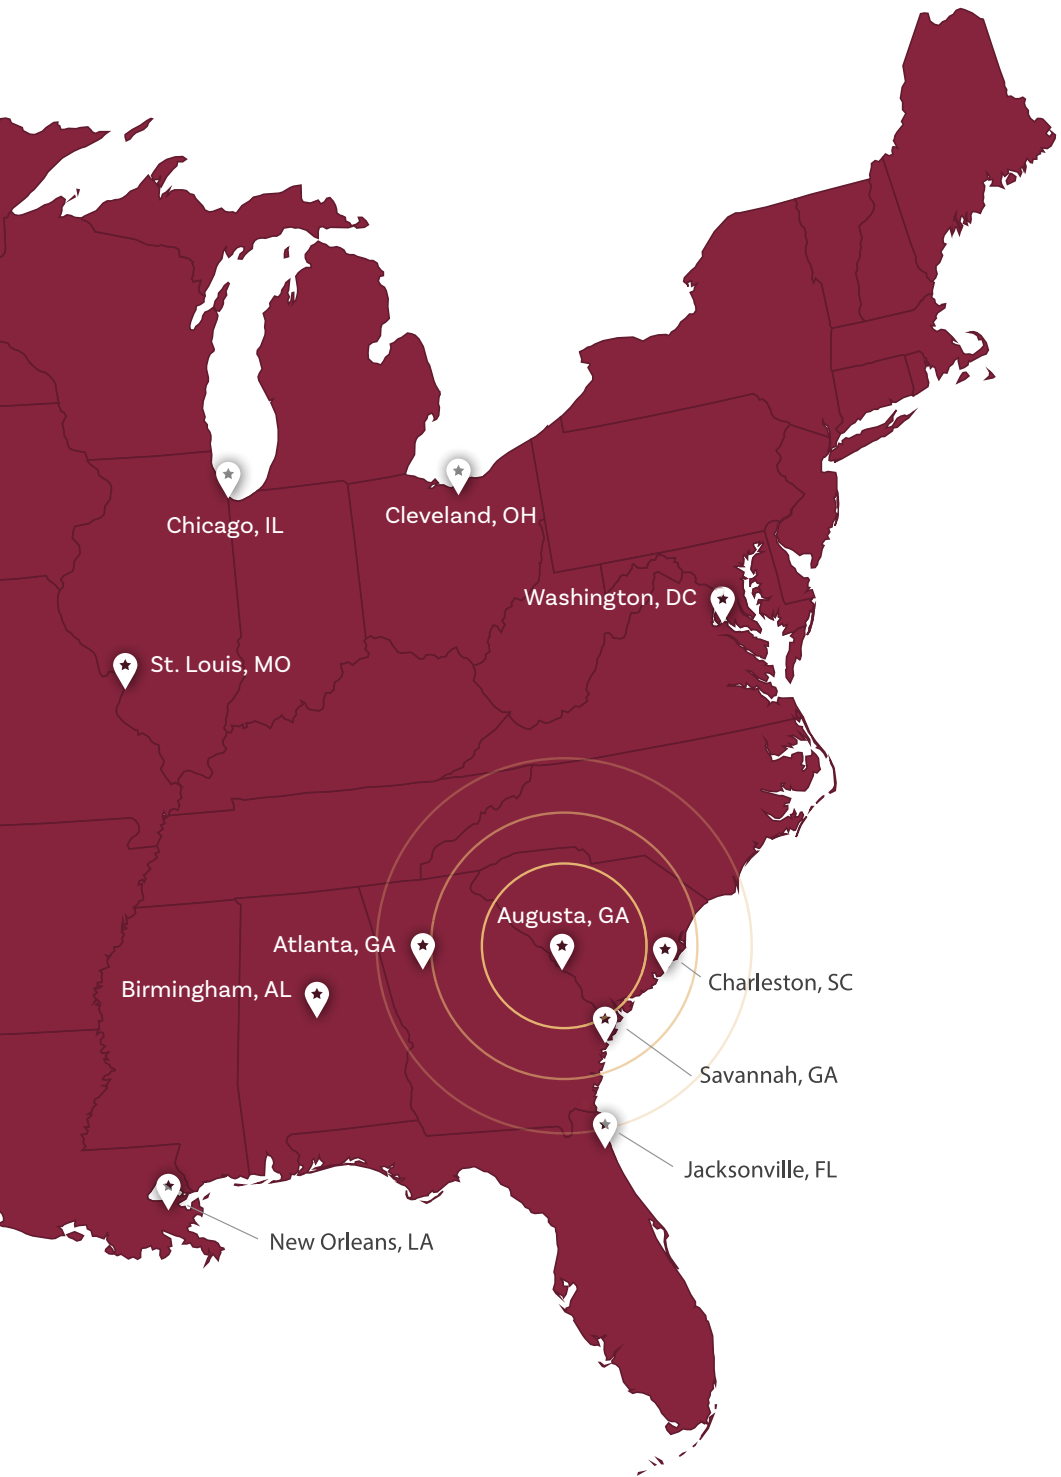 Chicago, IL
Cleveland, OH
Washington, DC
St. Louis, MO
Augusta, GA
Atlanta, GA
Birmingham, AL
Charleston, SC
Savannah, GA
Jacksonville, FL
New Orleans, LA